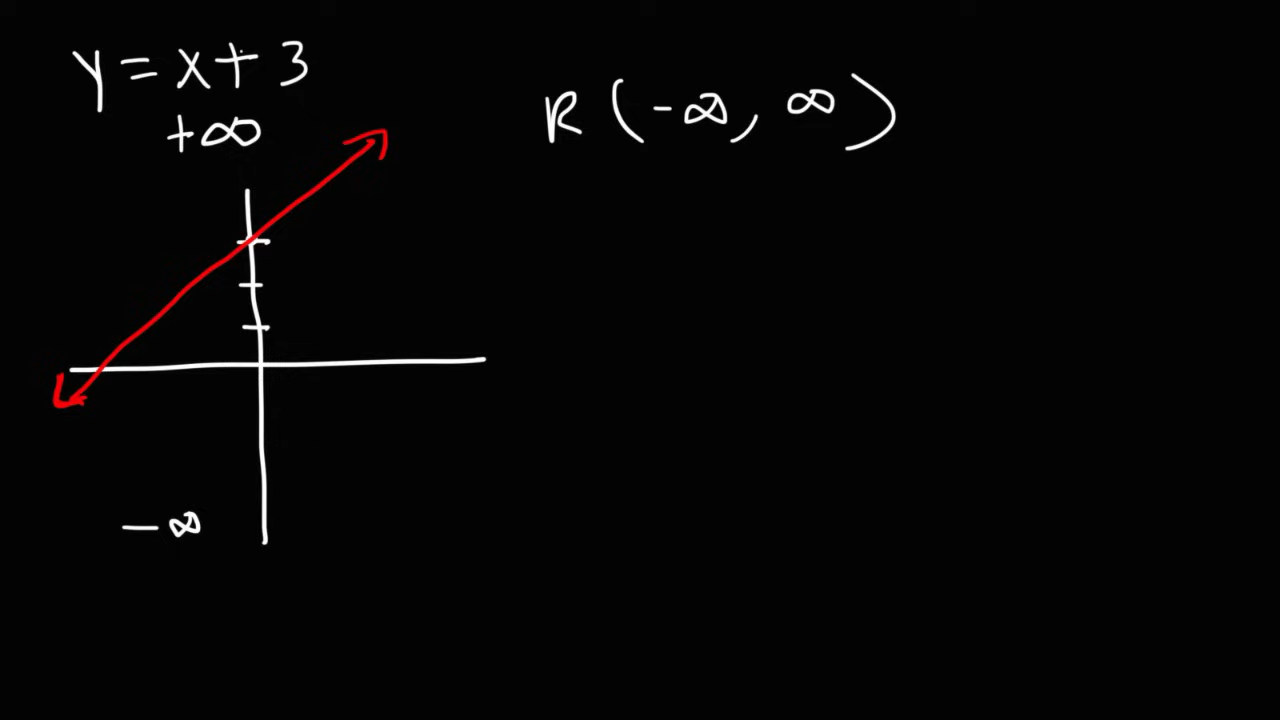 y = x + 3
R (-∞, ∞)
+∞
-∞